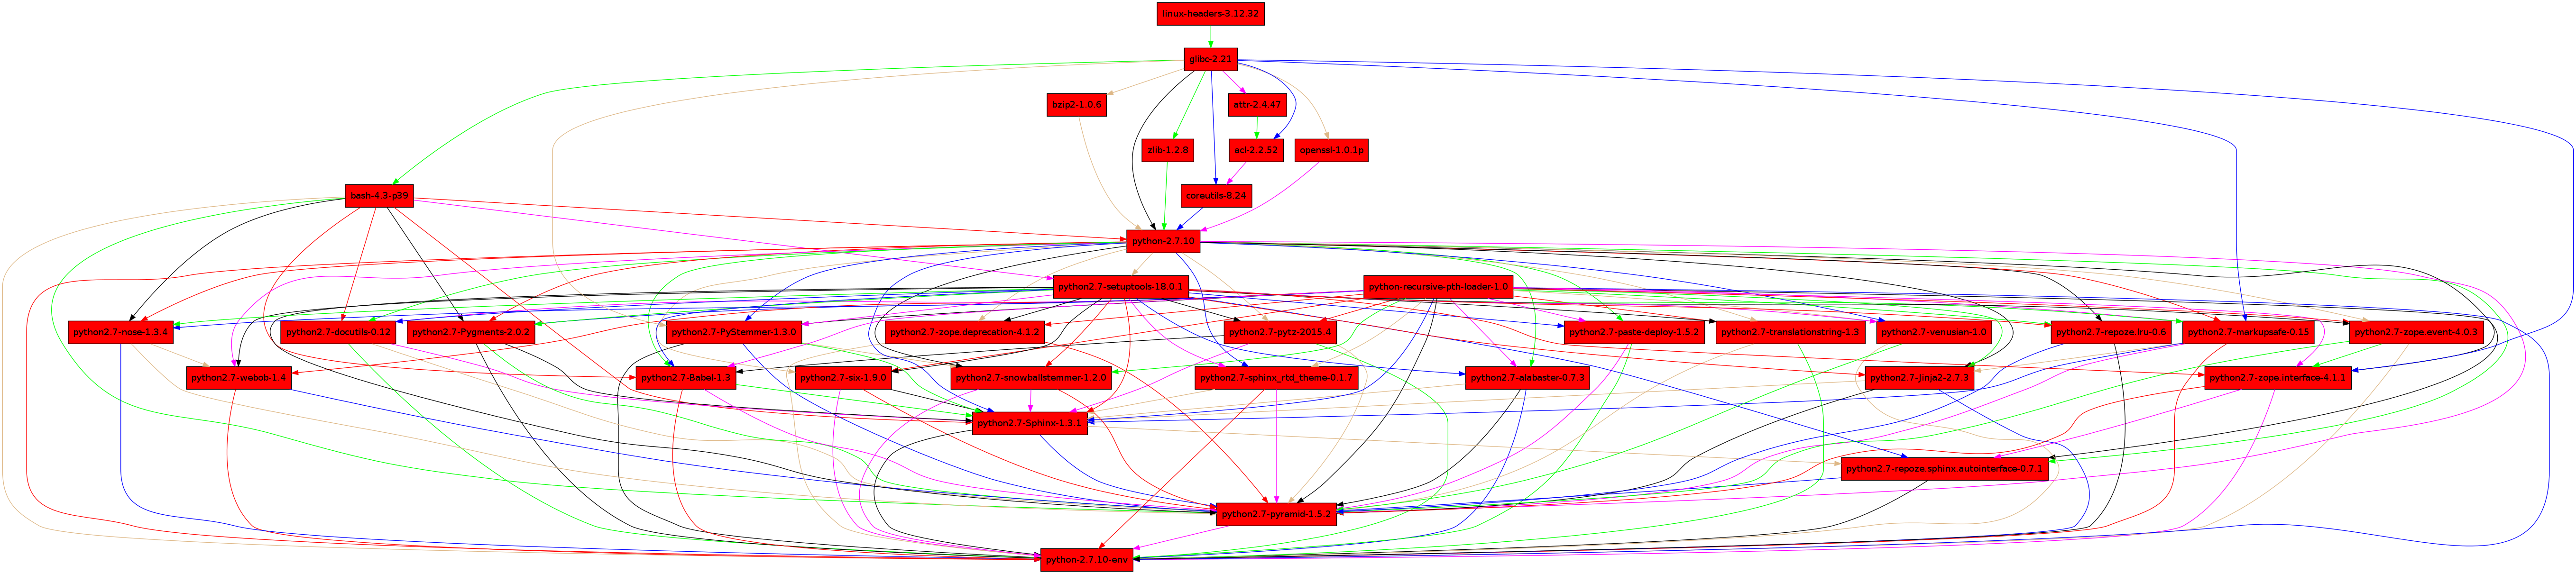 linux-headers-3.12.32
glibc-2.21
bzip2-1.0.6
attr-2.4.47
zlib-1.2.8
acl-2.2.52
openssl-1.0.1p
bash-4.3-p39
coreutils-8.24
python-2.7.10
python2.7-setuptools-18.0.1
python-recursive-pth-loader-1.0
python2.7-nose-1.3.4
python2.7-docutils-0.12
python2.7-Pygments-2.0.2
python2.7-PyStemmer-1.3.0
python2.7-zope.deprecation-4.1.2
python2.7-pytz-2015.4
python2.7-paste-deploy-1.5.2
python2.7-translationstring-1.3
python2.7-venusian-1.0
python2.7-repoze.lru-0.6
python2.7-markupsafe-0.15
python2.7-zope.event-4.0.3
python2.7-webob-1.4
python2.7-Babel-1.3
python2.7-six-1.9.0
python2.7-snowballstemmer-1.2.0
python2.7-sphinx_rtd_theme-0.1.7
python2.7-alabaster-0.7.3
python2.7-Jinja2-2.7.3
python2.7-zope.interface-4.1.1
python2.7-Sphinx-1.3.1
python2.7-repoze.sphinx.autointerface-0.7.1
python2.7-pyramid-1.5.2
python-2.7.10-env